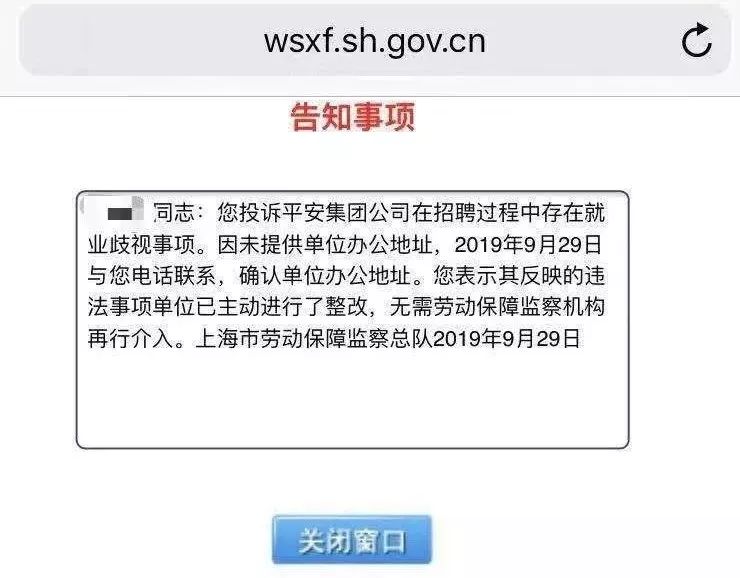 wsxf.sh.gov.cn
告知事项
同志：您投诉平安集团公司在招聘过程中存在就
业歧视事项。因未提供单位办公地址，2019年9月29日
与您电话联系，确认单位办公地址。您表示其反映的违
法事项单位已主动进行了整改，无需劳动保障监察机构
再行介入。上海市劳动保障监察总队2019年9月29日
关闭窗口